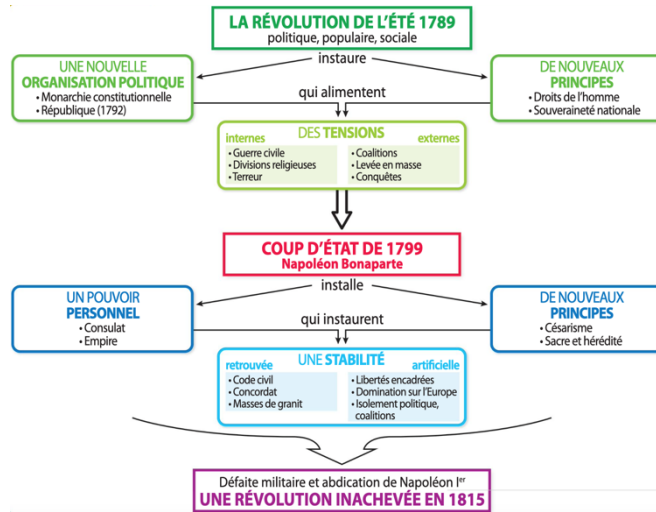 LA RÉVOLUTION DE L'ÉTÉ 1789
politique, populaire, sociale
instaure
UNE NOUVELLE
ORGANISATION POLITIQUE
• Monarchie constitutionnelle
• République (1792)
DE NOUVEAUX
PRINCIPES
• Droits de l'homme
• Souveraineté nationale
qui alimentent
DES TENSIONS
internes
• Guerre civile
• Divisions religieuses
• Terreur
externes
• Coalitions
• Levée en masse
• Conquêtes
COUP D'ÉTAT DE 1799
Napoléon Bonaparte
installe
UN POUVOIR
PERSONNEL
• Consulat
• Empire
DE NOUVEAUX
PRINCIPES
• Césarisme
• Sacre et hérédité
qui instaurent
UNE STABILITÉ
retrouvée
• Code civil
• Concordat
• Masses de granit
artificielle
• Libertés encadrées
• Domination sur l'Europe
• Isolement politique,
coalitions
Défaite militaire et abdication de Napoléon Ier
UNE RÉVOLUTION INACHEVÉE EN 1815